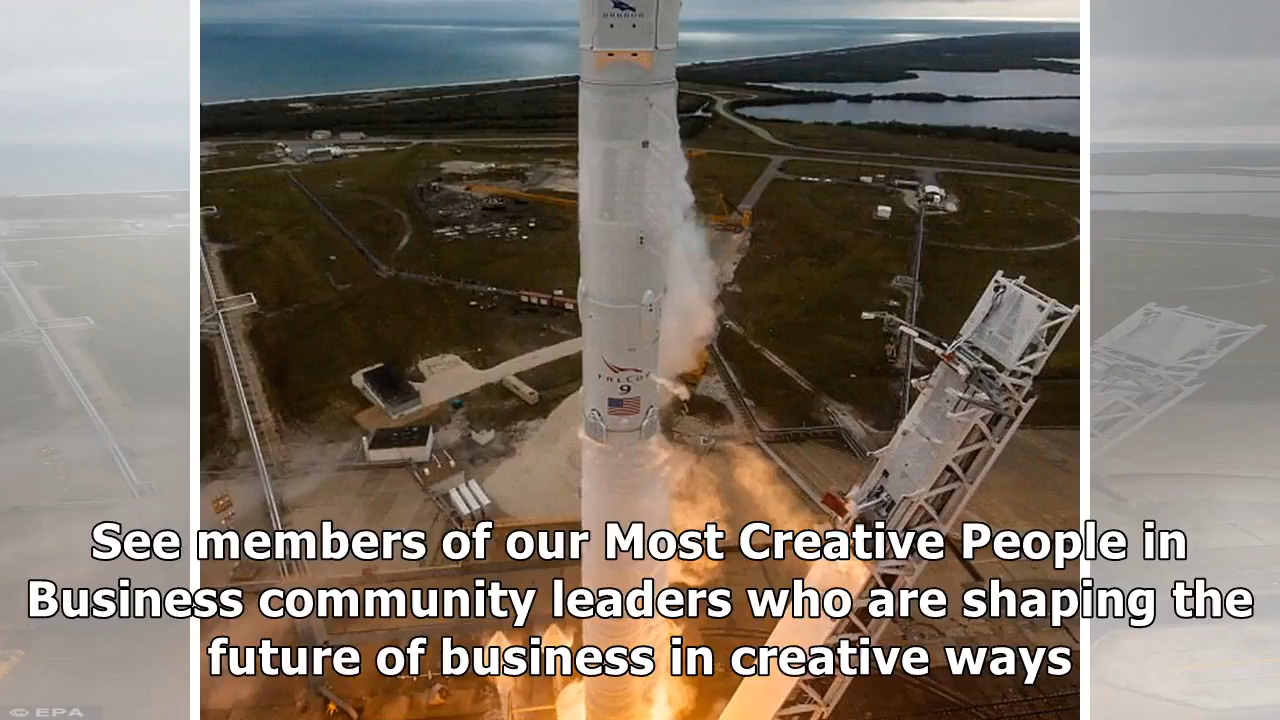 DRAGON
FALCON
9
See members of our Most Creative People in
Business community leaders who are shaping the
future of business in creative ways
© EPA